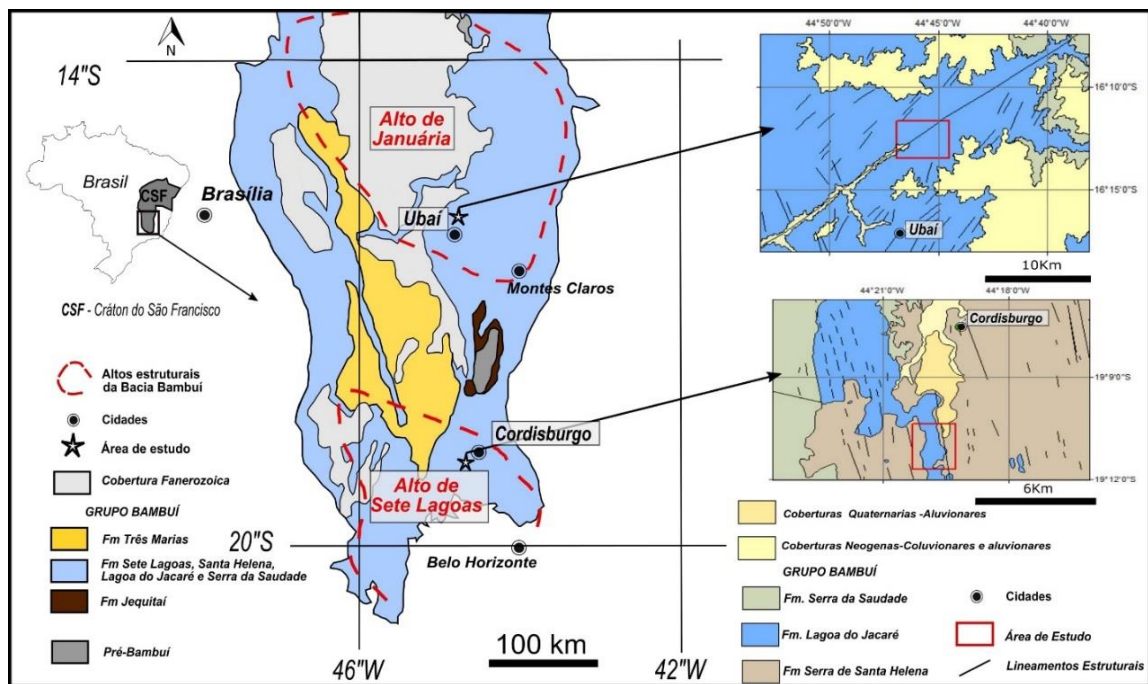 N
14"S
Brasil
CSF
Brasília
CSF - Cráton do São Francisco
Alto de
Januária
Ubaí
Montes Claros
Cordisburgo
Alto de
Sete Lagoas
20"S
Belo Horizonte
46"W
42"W
100 km
Altos estruturais
da Bacia Bambuí
Cidades
Área de estudo
Cobertura Fanerozoica
GRUPO BAMBUÍ
Fm Três Marias
Fm Sete Lagoas, Santa Helena,
Lagoa do Jacaré e Serra da Saudade
Fm Jequitaí
Pré-Bambuí
44°50'0"W
44°45'0"W
44°40'0"W
16°10'0"S
16°15'0"S
Ubaí
10Km
44°21'0"W
44°18'0"W
Cordisburgo
19°9'0"S
19°12'0"S
6Km
Coberturas Quaternarias -Aluvionares
Coberturas Neogenas-Coluvionares e aluvionares
GRUPO BAMBUÍ
Fm. Serra da Saudade
Fm. Lagoa do Jacaré
Fm Serra de Santa Helena
Cidades
Área de Estudo
Lineamentos Estruturais